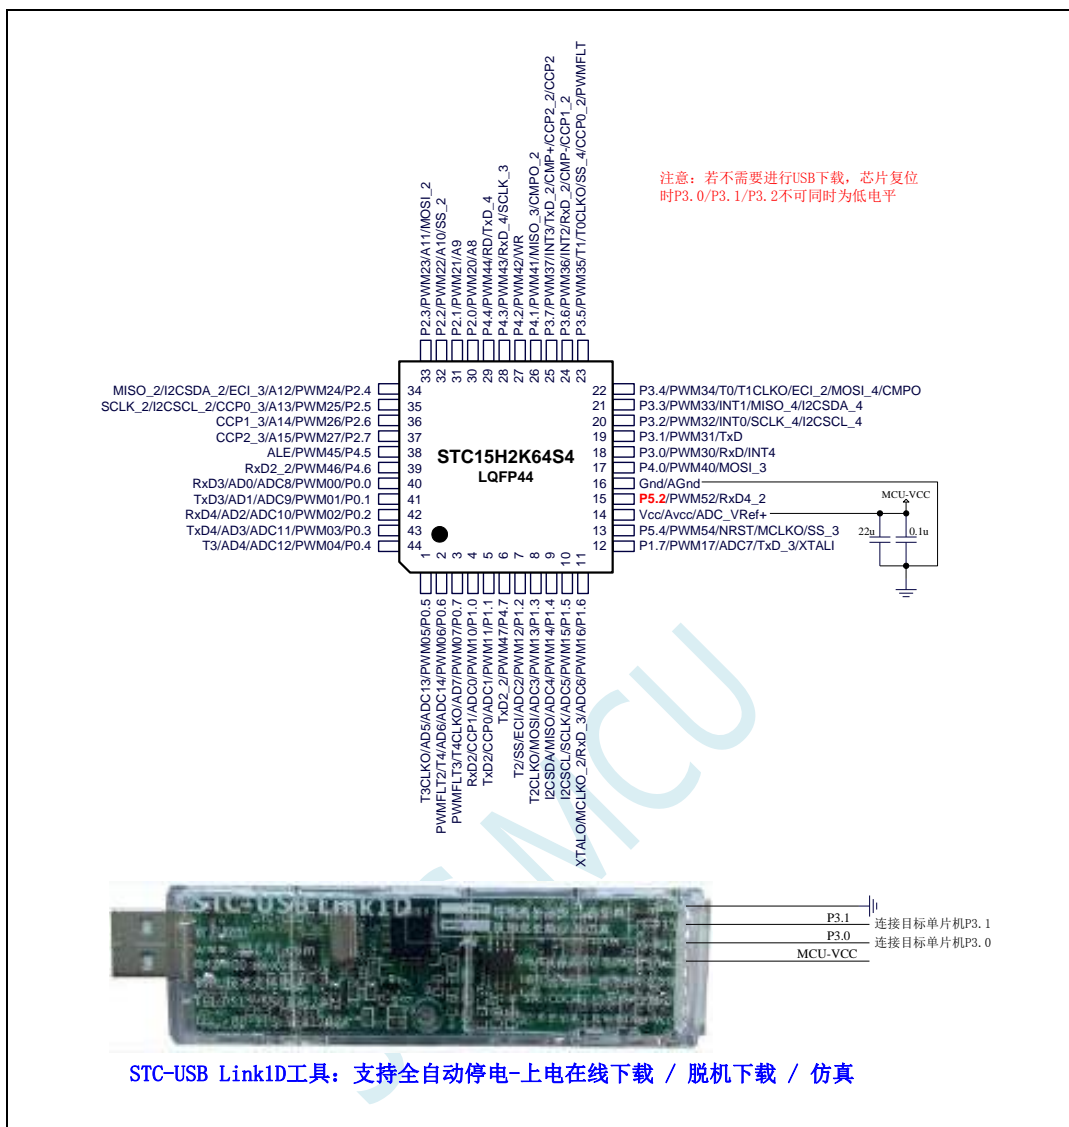 P2.3/PWM23/A11/MOSI_2
P2.2/PWM22/A10/SS_2
P2.1/PWM21/A9
P2.0/PWM20/A8
P4.4/PWM44/RD/TxD_4
P4.3/PWM43/RxD_4/SCLK_3
P4.2/PWM42/WR
P4.1/PWM41/MISO_3/CMPO_2
P3.7/PWM37/INT3/TxD_2/CMP+/CCP2_2/CCP2
P3.6/PWM36/INT2/RxD_2/CMP-/CCP1_2
P3.5/PWM35/T1/T0CLKO/SS_4/CCP0_2/PWMFLT
注意：若不需要进行USB下载，芯片复位
时P3.0/P3.1/P3.2不可同时为低电平
33 32 31 30 29 28 27 26 25 24 23
MISO_2/I2CSDA_2/ECI_3/A12/PWM24/P2.4 34
SCLK_2/I2CSCL_2/CCP0_3/A13/PWM25/P2.5 35
CCP1_3/A14/PWM26/P2.6 36
CCP2_3/A15/PWM27/P2.7 37
ALE/PWM45/P4.5 38
RxD2_2/PWM46/P4.6 39
RxD3/AD0/ADC8/PWM00/P0.0 40
TxD3/AD1/ADC9/PWM01/P0.1 41
RxD4/AD2/ADC10/PWM02/P0.2 42
TxD4/AD3/ADC11/PWM03/P0.3 43
T3/AD4/ADC12/PWM04/P0.4 44
STC15H2K64S4
LQFP44
22 P3.4/PWM34/T0/T1CLKO/ECI_2/MOSI_4/CMPO
21 P3.3/PWM33/INT1/MISO_4/I2CSDA_4
20 P3.2/PWM32/INT0/SCLK_4/I2CSCL_4
19 P3.1/PWM31/TxD
18 P3.0/PWM30/RxD/INT4
17 P4.0/PWM40/MOSI_3
16 Gnd/AGnd
15 P5.2/PWM52/RxD4_2
14 Vcc/Avcc/ADC_VRef+
13 P5.4/PWM54/NRST/MCLKO/SS_3
12 P1.7/PWM17/ADC7/TxD_3/XTALI
MCU-VCC
22u
0.1u
1 2 3 4 5 6 7 8 9 10 11
T3CLKO/AD5/ADC13/PWM05/P0.5
PWMFLT2/T4/AD6/ADC14/PWM06/P0.6
PWMFLT3/T4CLKO/AD7/PWM07/P0.7
RxD2/CCP1/ADC0/PWM10/P1.0
TxD2/CCP0/ADC1/PWM11/P1.1
TxD2_2/PWM47/P4.7
T2/SS/ECI/ADC2/PWM12/P1.2
T2CLKO/MOSI/ADC3/PWM13/P1.3
I2CSDA/MISO/ADC4/PWM14/P1.4
I2CSCL/SCLK/ADC5/PWM15/P1.5
XTALO/MCLKO_2/RxD_3/ADC6/PWM16/P1.6
MCU
STC-USB Link1D
P3.1 连接目标单片机P3.1
P3.0 连接目标单片机P3.0
MCU-VCC
STC-USB Link1D工具：支持全自动停电-上电在线下载 / 脱机下载 / 仿真